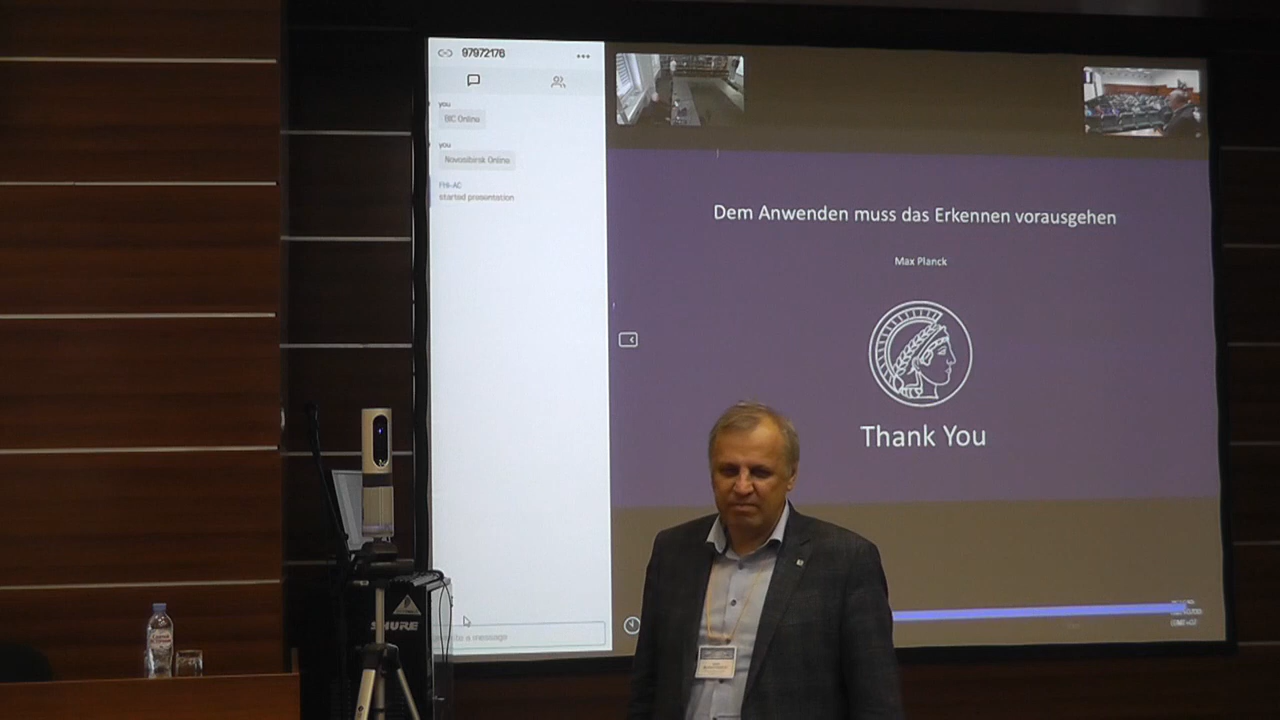 97972176
you
BIC Online
you
Novosibirsk Online
FHI-AC
started presentation
Dem Anwenden muss das Erkennen vorausgehen
Max Planck
Thank You
SHURE
a message